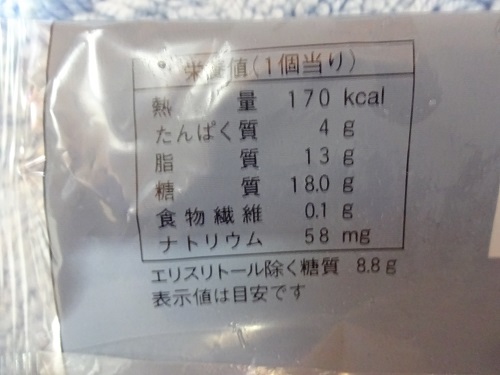 栄養値(1個当り)
熱 量 170 kcal
たんぱく質 4 g
脂 質 13 g
糖 質 18.0 g
食物繊維 0.1 g
ナトリウム 58 mg
エリスリトール除く糖質 8.8 g
表示値は目安です